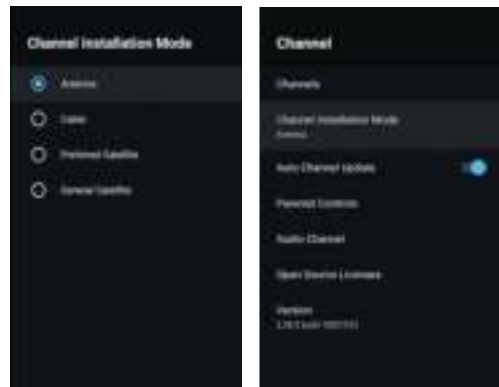 Channel Installation Mode
Antenna
Cable
Preferred Satellite
General Satellite
Channel
Channels
Channel Installation Mode
Antenna
Auto Channel Update
Parental Controls
Audio Channel
Open Source Licenses
Version